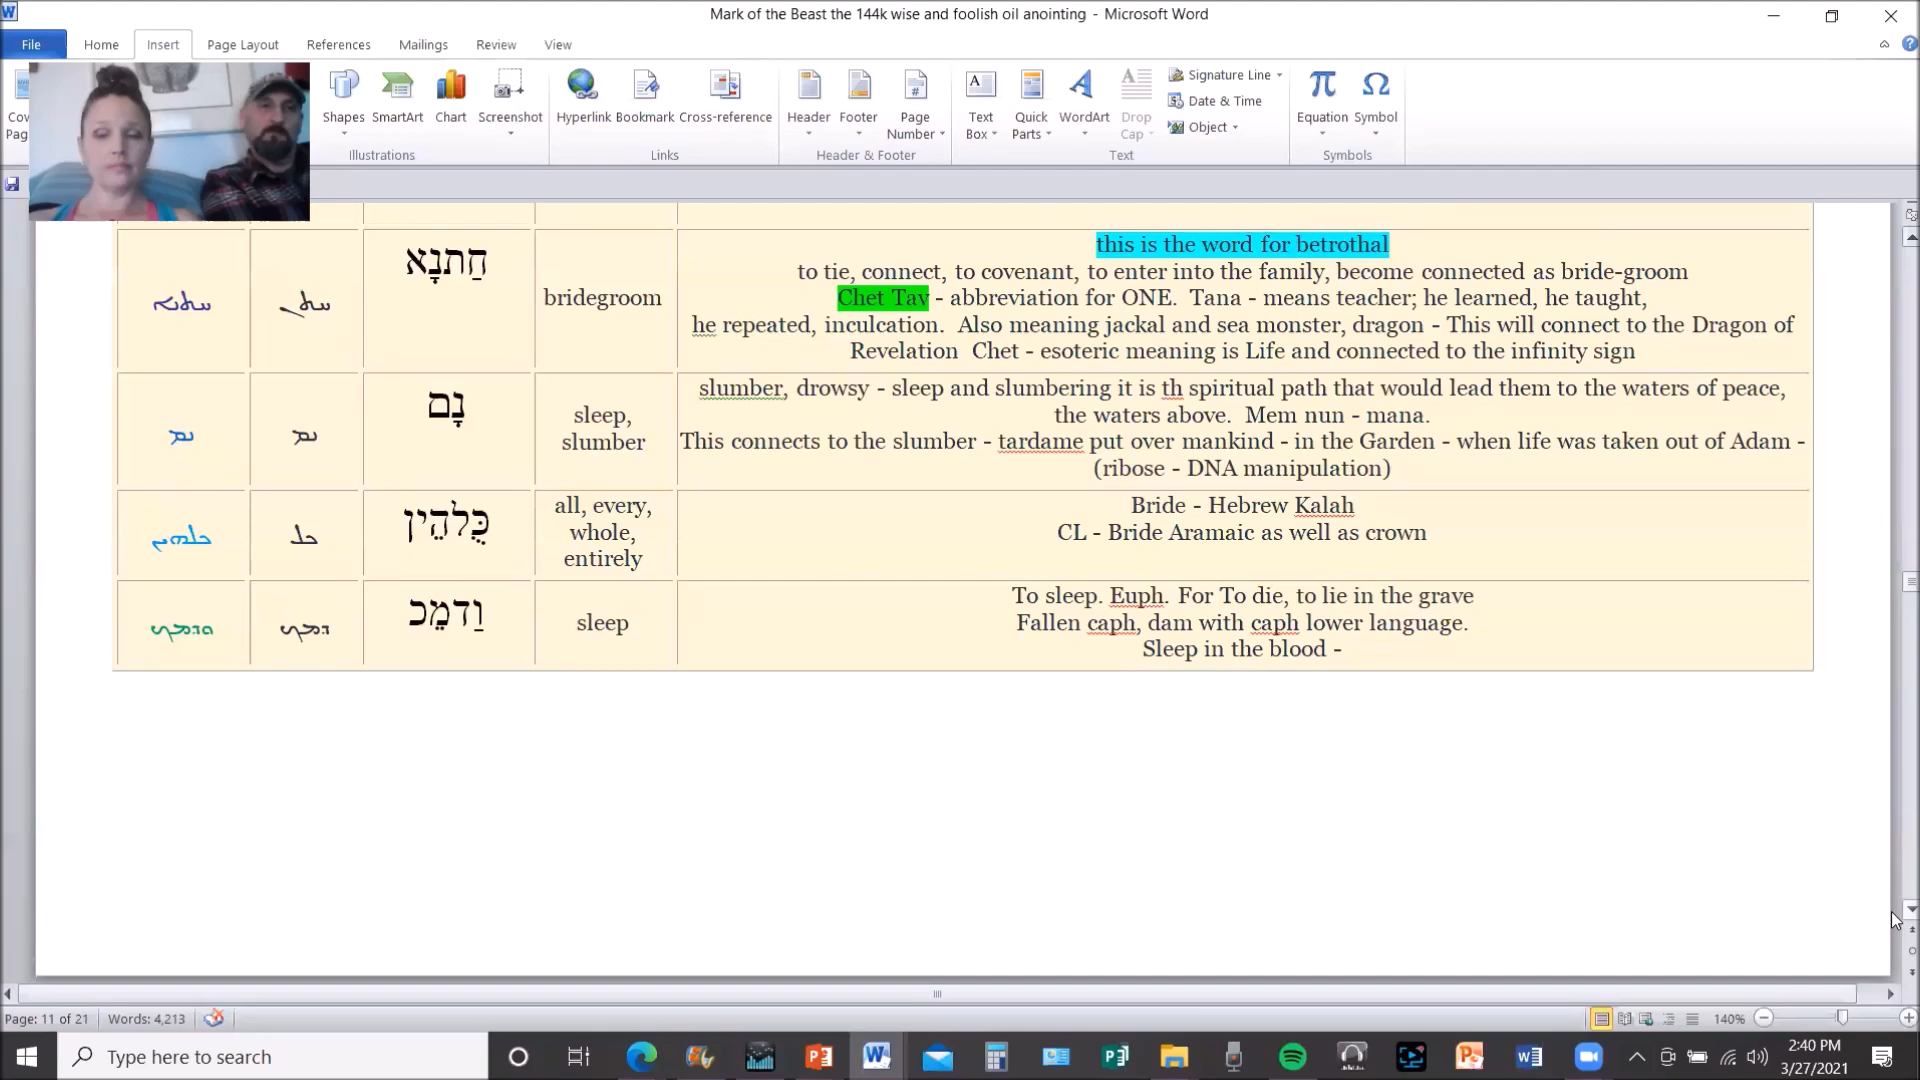 Mark of the Beast the 144k wise and foolish oil anointing - Microsoft Word
File Home Insert Page Layout References Mailings Review View
Shapes SmartArt Chart Screenshot
Hyperlink Bookmark Cross-reference
Header Footer Page Number
Text Box Quick Parts WordArt Drop Cap
Signature Line
Date & Time
Object
Equation Symbol
Illustrations Links Header & Footer Text Symbols
this is the word for betrothal
to tie, connect, to covenant, to enter into the family, become connected as bride-groom
Chet Tav - abbreviation for ONE. Tana - means teacher; he learned, he taught,
he repeated, inculcation. Also meaning jackal and sea monster, dragon - This will connect to the Dragon of
Revelation Chet - esoteric meaning is Life and connected to the infinity sign
ܚܬܢܐ ܚܬܢ חַתנָא bridegroom
slumber, drowsy - sleep and slumbering it is th spiritual path that would lead them to the waters of peace,
the waters above. Mem nun - mana.
This connects to the slumber - tardame put over mankind - in the Garden - when life was taken out of Adam -
(ribose - DNA manipulation)
ܢܡ ܢܡ נָם sleep,
slumber
ܟܠܗܝܢ ܟܠ כֻּלהֵין all, every,
whole,
entirely
Bride - Hebrew Kalah
CL - Bride Aramaic as well as crown
ܘܕܡܟ ܕܡܟ וַדמֵכ sleep
To sleep. Euph. For To die, to lie in the grave
Fallen caph, dam with caph lower language.
Sleep in the blood -
Page: 11 of 21 Words: 4,213 140%
Type here to search
2:40 PM
3/27/2021